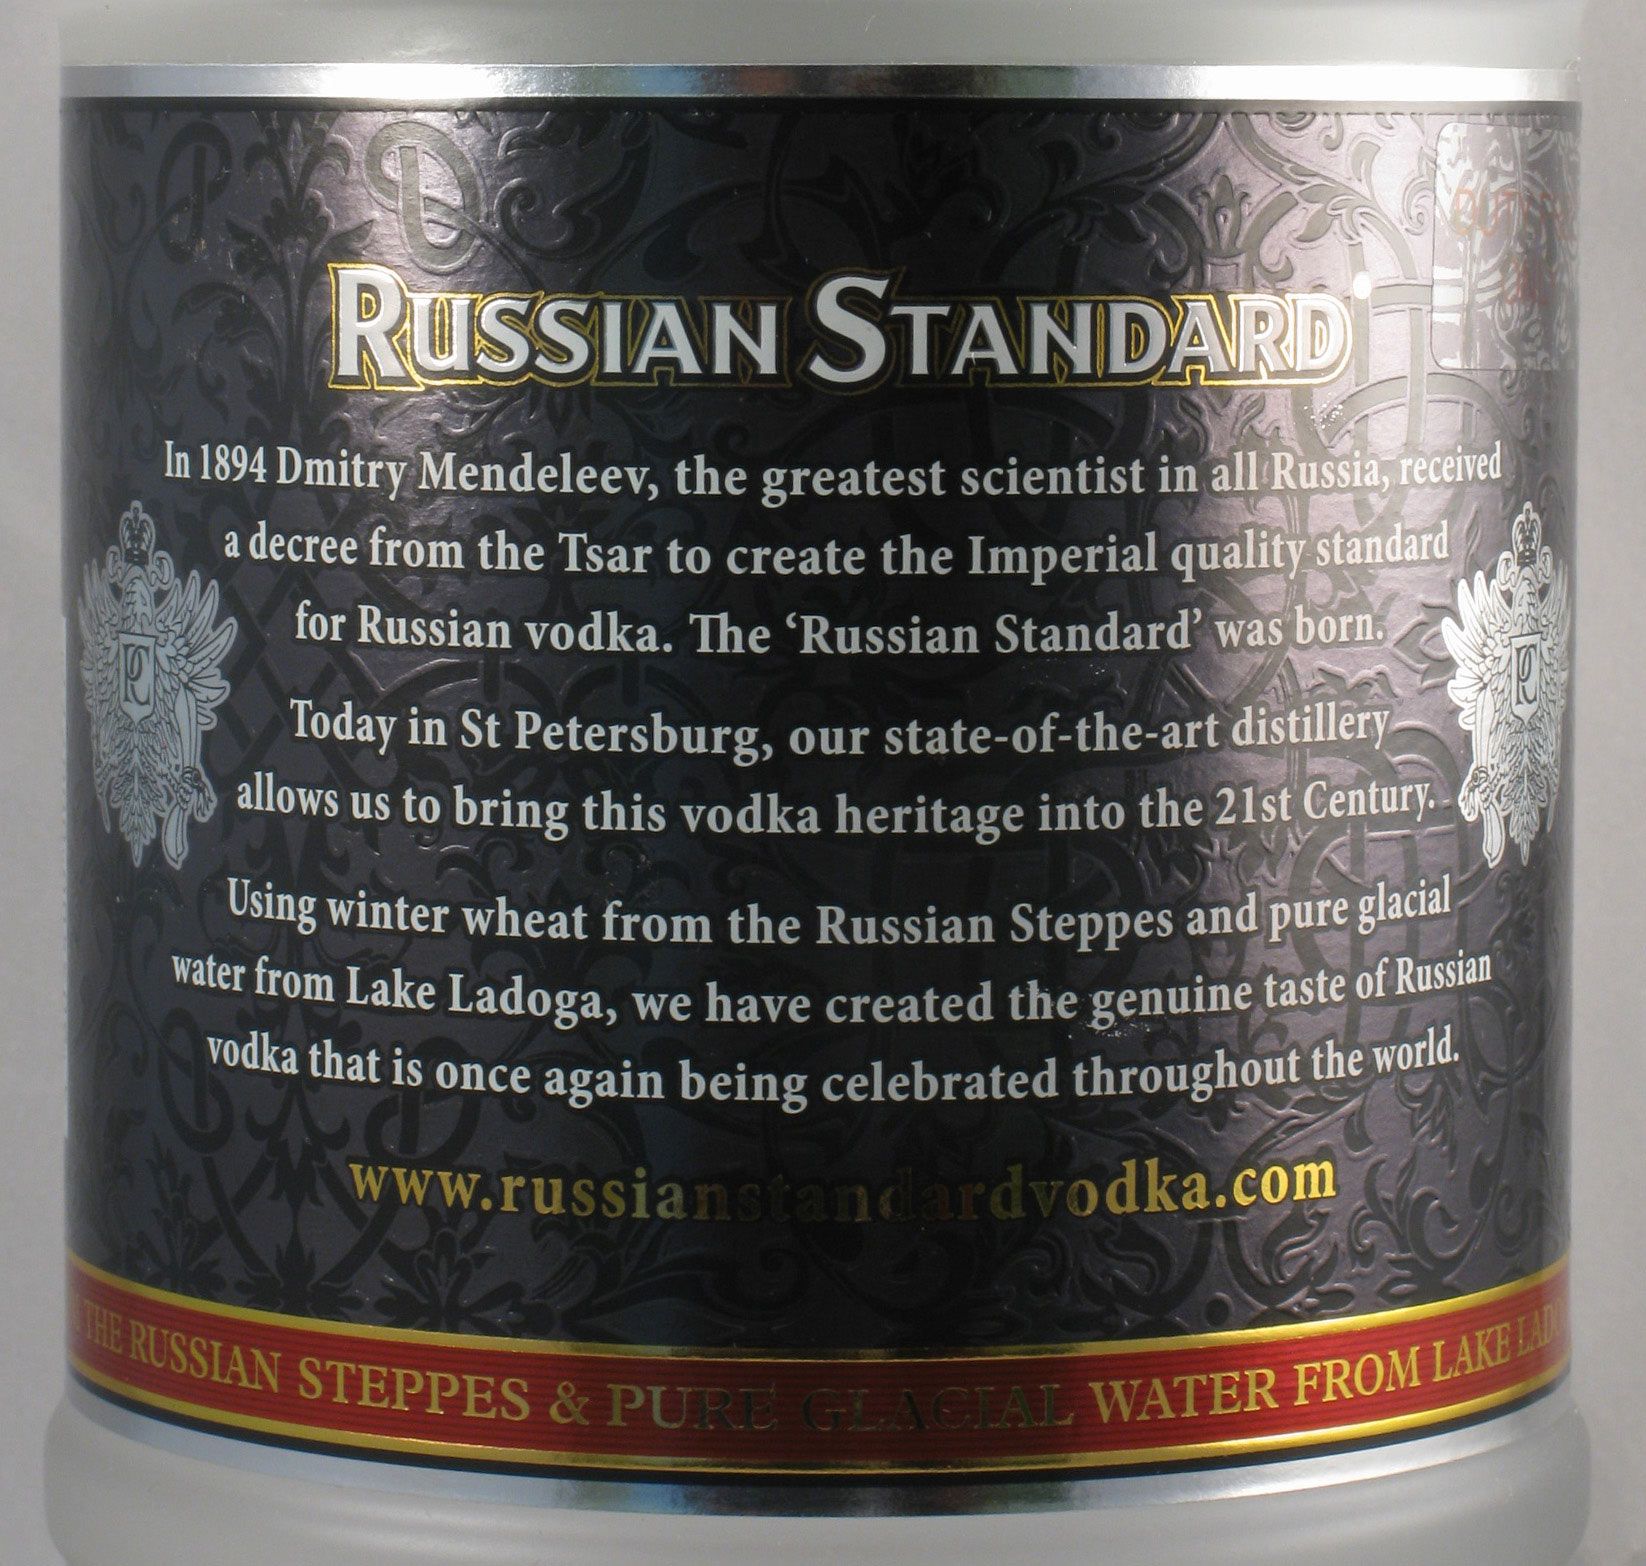 RUSSIAN STANDARD
In 1894 Dmitry Mendeleev, the greatest scientist in all Russia, received
a decree from the Tsar to create the Imperial quality standard
for Russian vodka. The ‘Russian Standard’ was born.
Today in St Petersburg, our state-of-the-art distillery
allows us to bring this vodka heritage into the 21st Century.
Using winter wheat from the Russian Steppes and pure glacial
water from Lake Ladoga, we have created the genuine taste of Russian
vodka that is once again being celebrated throughout the world.
www.russianstandardvodka.com
THE RUSSIAN STEPPES & PURE GLACIAL WATER FROM LAKE